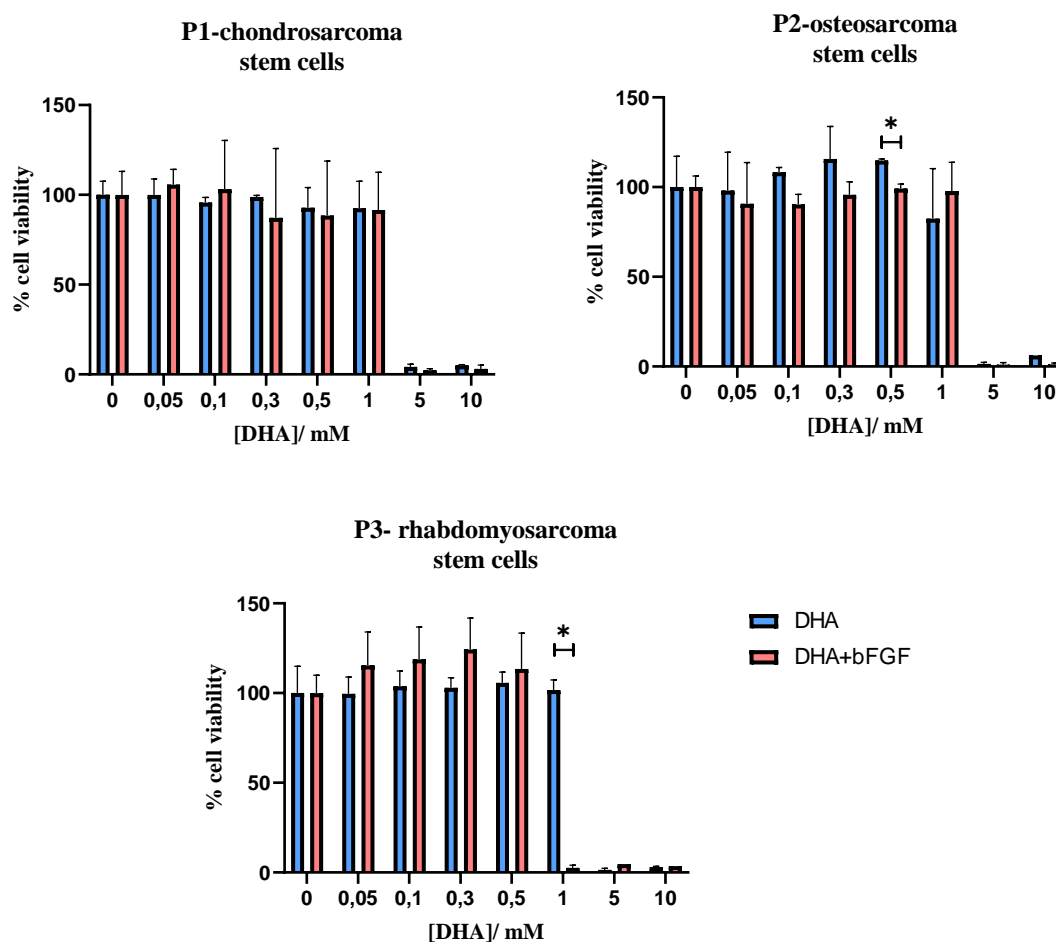 P1-chondrosarcoma
stem cells
150
100
50
0
% cell viability
0
0,05
0,1
0,3
0,5
1
5
10
[DHA]/ mM
P2-osteosarcoma
stem cells
150
100
50
0
% cell viability
*
0
0,05
0,1
0,3
0,5
1
5
10
[DHA]/ mM
P3- rhabdomyosarcoma
stem cells
150
100
50
0
% cell viability
*
0
0,05
0,1
0,3
0,5
1
5
10
[DHA]/ mM
DHA
DHA+bFGF